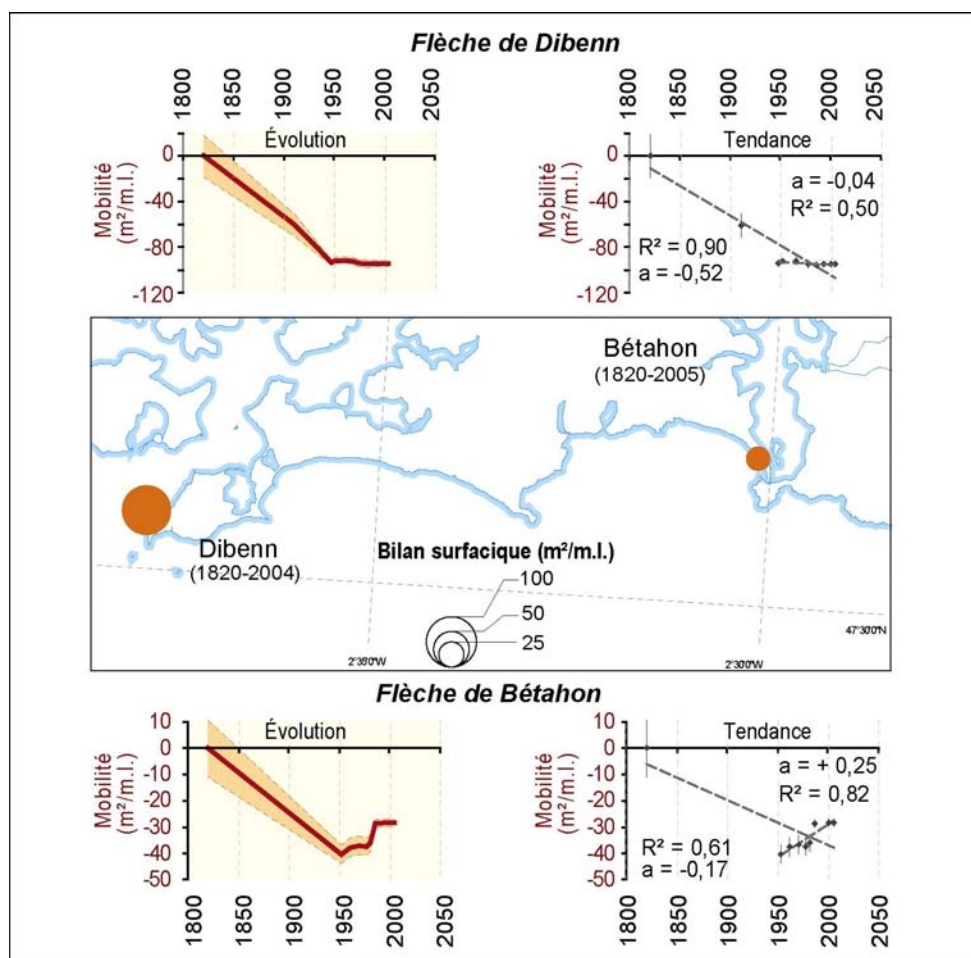 Flèche de Dibenn
1800 1850 1900 1950 2000 2050
1800 1850 1900 1950 2000 2050
Évolution
Tendance
Mobilité
(m²/m.l.)
0
-40
-80
-120
Mobilité
(m²/m.l.)
0
-40
-80
-120
a = -0,04
R² = 0,50
R² = 0,90
a = -0,52
Bétahon
(1820-2005)
Dibenn
(1820-2004)
Bilan surfacique (m²/m.l.)
100
50
25
47°30'0"N
2°30'0"W
Flèche de Bétahon
Évolution
Tendance
Mobilité
(m²/m.l.)
10
0
-10
-20
-30
-40
-50
Mobilité
(m²/m.l.)
10
0
-10
-20
-30
-40
-50
a = + 0,25
R² = 0,82
R² = 0,61
a = -0,17
1800 1850 1900 1950 2000 2050
1800 1850 1900 1950 2000 2050